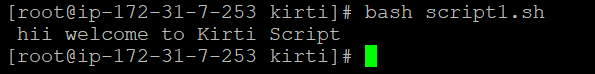 [root@ip-172-31-7-253 kirti]# bash script1.sh
hii welcome to Kirti Script
[root@ip-172-31-7-253 kirti]#